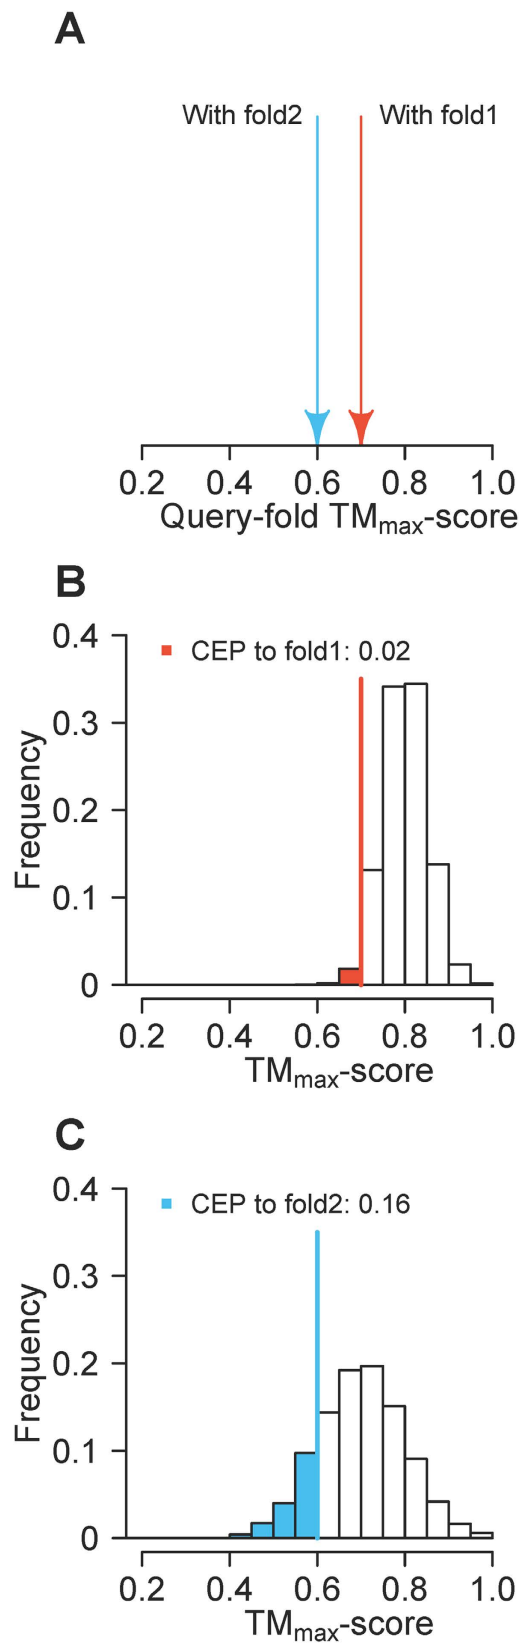 A
With fold2 With fold1
0.2 0.4 0.6 0.8 1.0
Query-fold TMmax-score
B
CEP to fold1: 0.02
0.4
0.3
0.2
0.1
0
Frequency
0.2 0.4 0.6 0.8 1.0
TMmax-score
C
CEP to fold2: 0.16
0.4
0.3
0.2
0.1
0
Frequency
0.2 0.4 0.6 0.8 1.0
TMmax-score